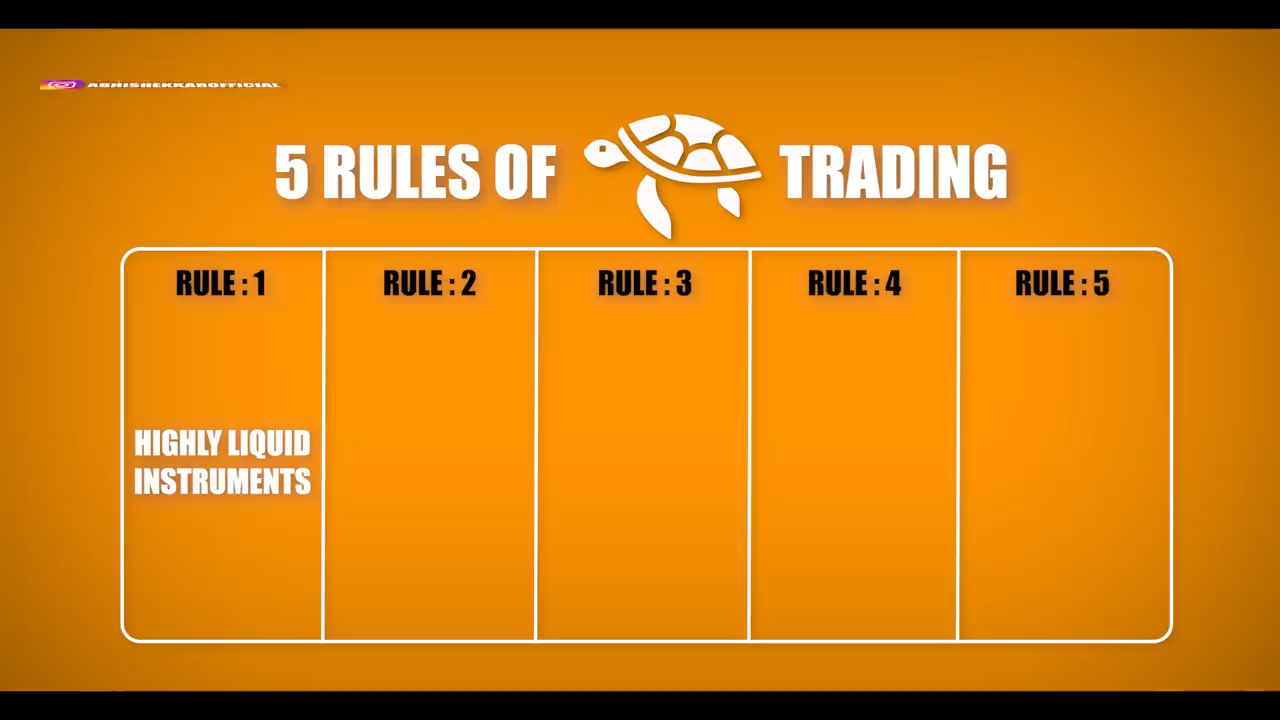 5 RULES OF TRADING
RULE : 1
RULE : 2
RULE : 3
RULE : 4
RULE : 5
HIGHLY LIQUID
INSTRUMENTS